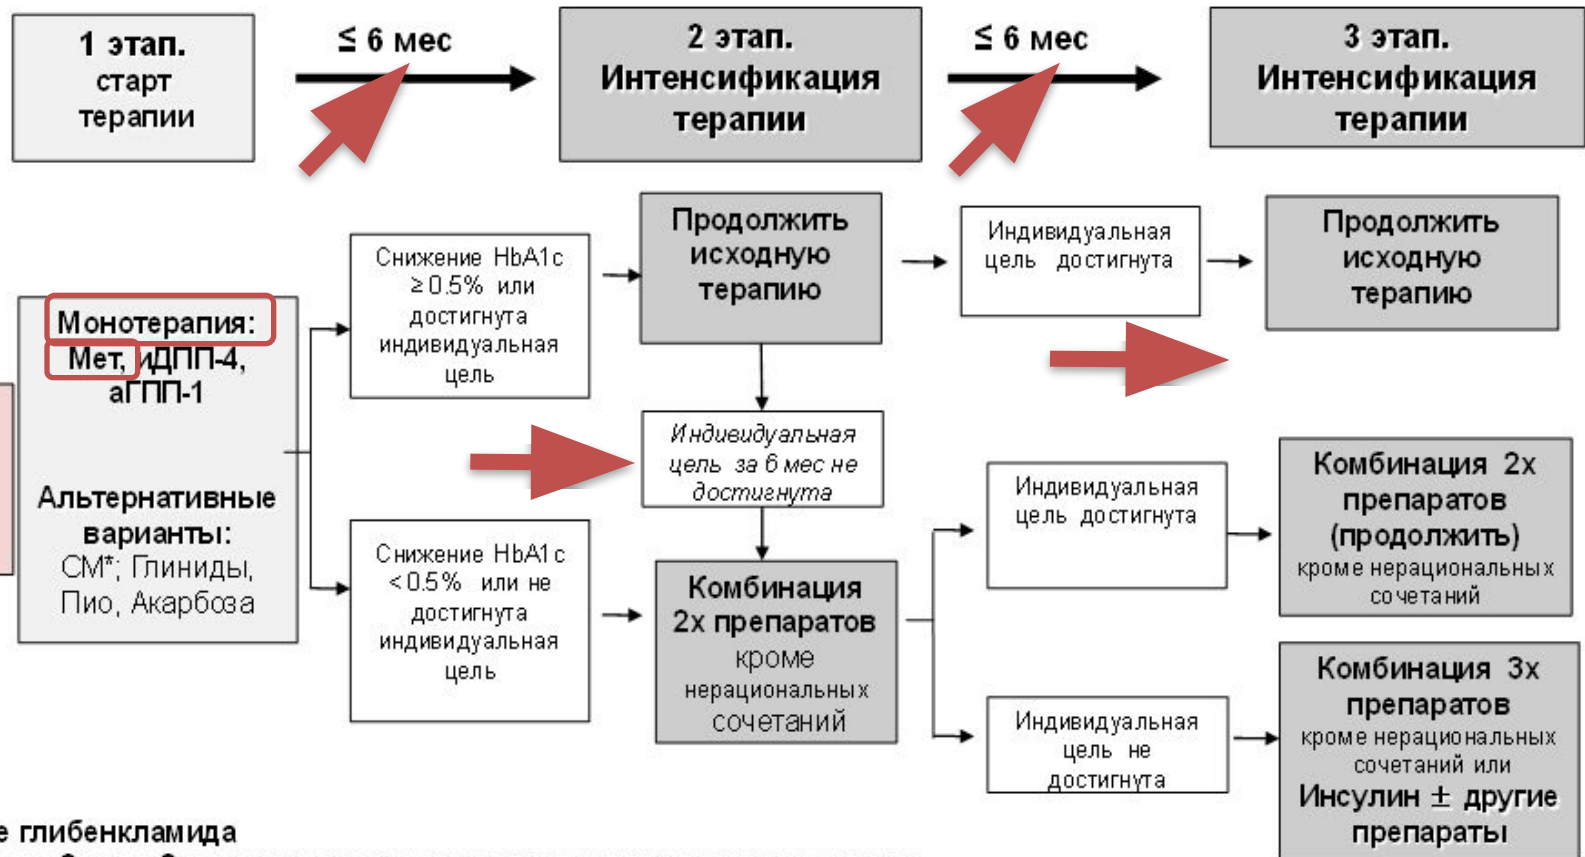 1 этап.
старт
терапии
≤ 6 мес
2 этап.
Интенсификация
терапии
≤ 6 мес
3 этап.
Интенсификация
терапии
Монотерапия:
Мет, иДПП-4,
аГПП-1
Альтернативные
варианты:
СМ*; Глиниды,
Пио, Акарбоза
Снижение HbA1c
≥ 0.5% или
достигнута
индивидуальная
цель
Снижение HbA1c
<0.5% или не
достигнута
индивидуальная
цель
Продолжить
исходную
терапию
Индивидуальная
цель за 6 мес не
достигнута
Комбинация
2х препаратов
кроме
нерациональных
сочетаний
Индивидуальная
цель достигнута
Продолжить
исходную
терапию
Индивидуальная
цель достигнута
Комбинация 2х
препаратов
(продолжить)
кроме нерациональных
сочетаний
Индивидуальная
цель не
достигнута
Комбинация 3х
препаратов
кроме нерациональных
сочетаний или
Инсулин ± другие
препараты
е глибенкламида